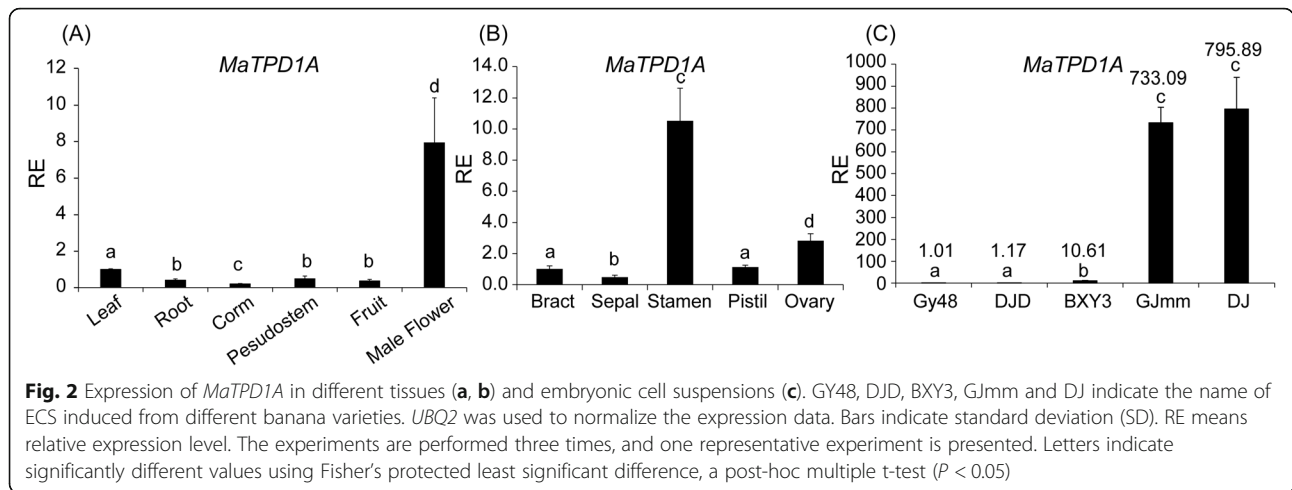 (A)
MaTPD1A
12
10
8
6
4
2
0
RE
a
b
c
b
b
d
Leaf
Root
Corm
Pesudostem
Fruit
Male Flower
(B)
MaTPD1A
14.0
12.0
10.0
8.0
6.0
4.0
2.0
0.0
RE
a
b
c
a
d
Bract
Sepal
Stamen
Pistil
Ovary
(C)
MaTPD1A
1000
900
800
700
600
500
400
300
200
100
0
RE
1.01
a
1.17
a
10.61
b
733.09
c
795.89
c
Gy48
DJD
BXY3
GJmm
DJ
Fig. 2 Expression of MaTPD1A in different tissues (a, b) and embryonic cell suspensions (c). GY48, DJD, BXY3, GJmm and DJ indicate the name of
ECS induced from different banana varieties. UBQ2 was used to normalize the expression data. Bars indicate standard deviation (SD). RE means
relative expression level. The experiments are performed three times, and one representative experiment is presented. Letters indicate
significantly different values using Fisher's protected least significant difference, a post-hoc multiple t-test (P < 0.05)